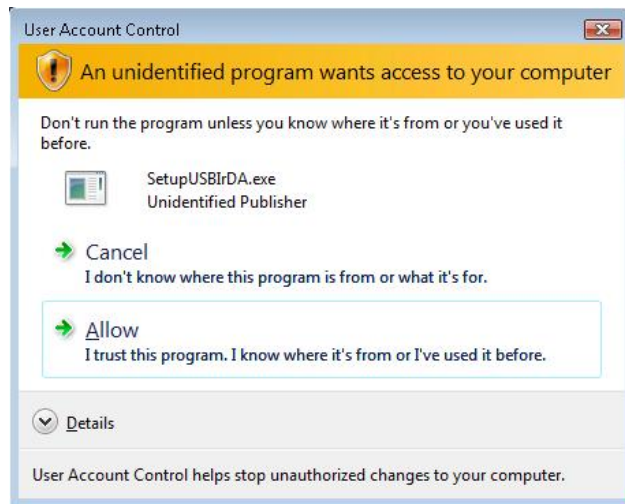 User Account Control
An unidentified program wants access to your computer
Don't run the program unless you know where it's from or you've used it
before.
SetupUSBIrDA.exe
Unidentified Publisher
Cancel
I don't know where this program is from or what it's for.
Allow
I trust this program. I know where it's from or I've used it before.
Details
User Account Control helps stop unauthorized changes to your computer.